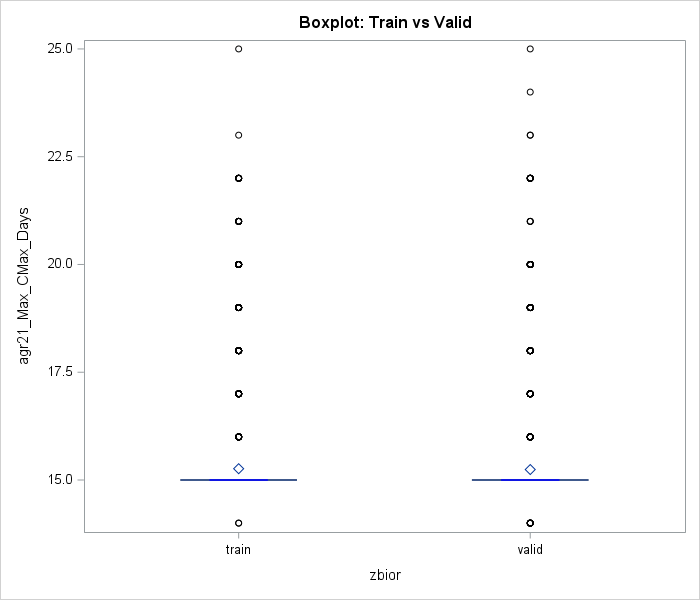 Boxplot: Train vs Valid
25.0
22.5
20.0
17.5
15.0
agr21_Max_CMax_Days
train
valid
zbior